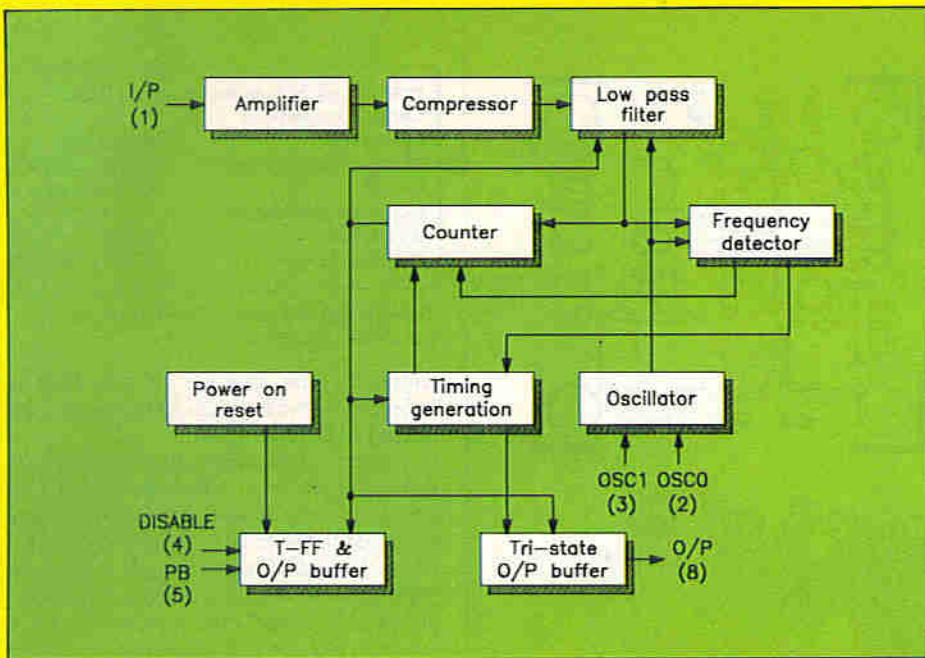 I/P
(1)
Amplifier
Compressor
Low pass
filter
Counter
Frequency
detector
Power on
reset
Timing
generation
Oscillator
OSC1 OSC0
(3) (2)
DISABLE
(4)
PB
(5)
T-FF &
O/P buffer
Tri-state
O/P buffer
O/P
(8)